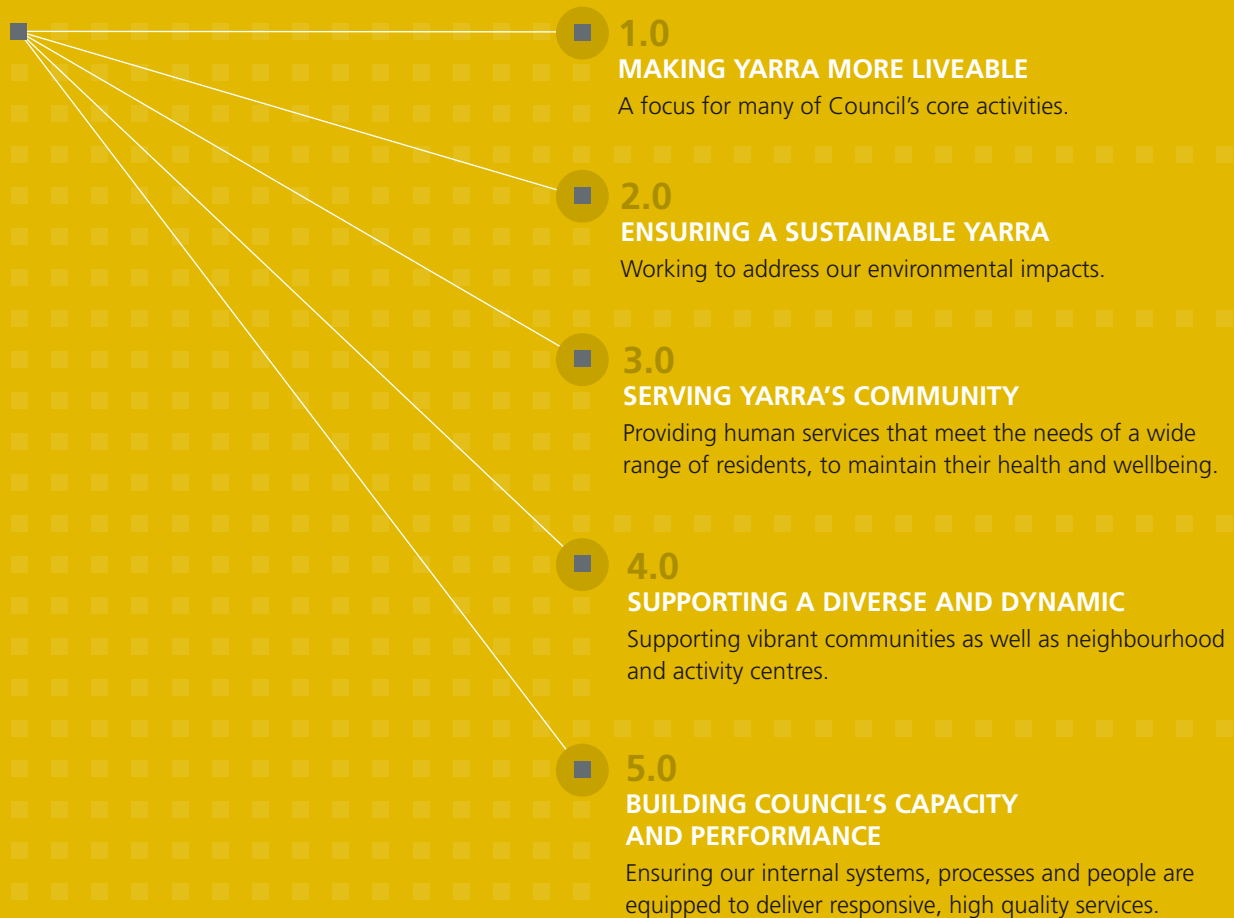 1.0
MAKING YARRA MORE LIVEABLE
A focus for many of Council’s core activities.
2.0
ENSURING A SUSTAINABLE YARRA
Working to address our environmental impacts.
3.0
SERVING YARRA’S COMMUNITY
Providing human services that meet the needs of a wide
range of residents, to maintain their health and wellbeing.
4.0
SUPPORTING A DIVERSE AND DYNAMIC
Supporting vibrant communities as well as neighbourhood
and activity centres.
5.0
BUILDING COUNCIL’S CAPACITY
AND PERFORMANCE
Ensuring our internal systems, processes and people are
equipped to deliver responsive, high quality services.